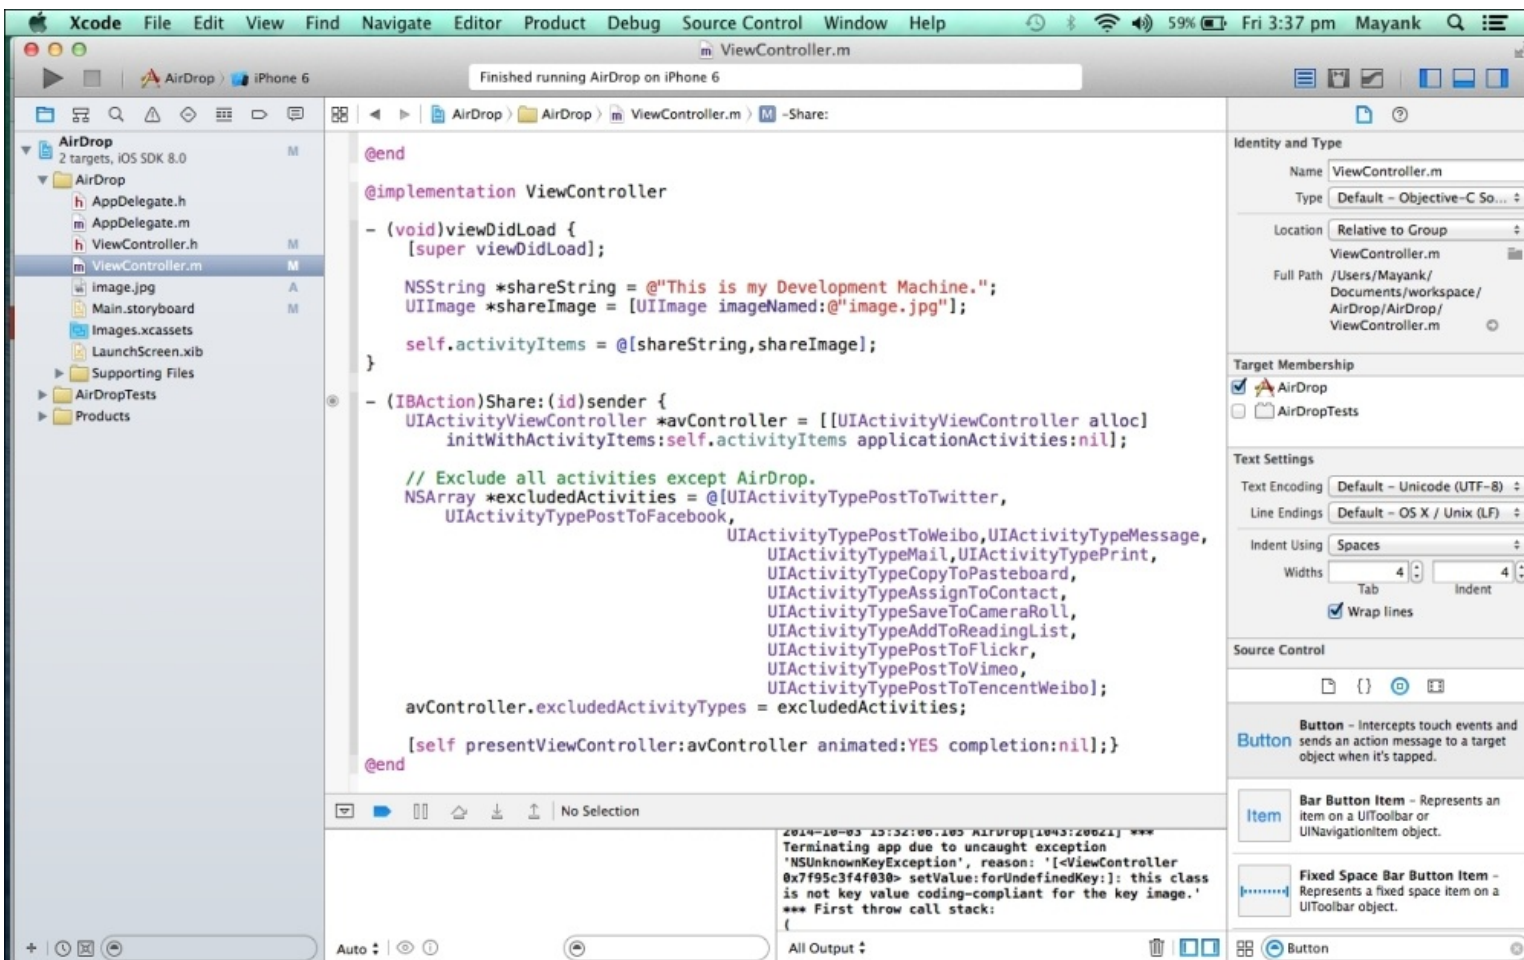 Xcode File Edit View Find Navigate Editor Product Debug Source Control Window Help 59% Fri 3:37 pm Mayank
ViewController.m
AirDrop iPhone 6
Finished running AirDrop on iPhone 6
AirDrop
2 targets, iOS SDK 8.0
M
AirDrop
h AppDelegate.h
m AppDelegate.m
h ViewController.h M
m ViewController.m M
image.jpg A
Main.storyboard M
Images.xcassets
LaunchScreen.xib
Supporting Files
AirDropTests
Products
AirDrop AirDrop m ViewController.m M -Share:
@end
@implementation ViewController
- (void)viewDidLoad {
[super viewDidLoad];
NSString *shareString = @"This is my Development Machine.";
UIImage *shareImage = [UIImage imageNamed:@"image.jpg"];
self.activityItems = @[shareString,shareImage];
}
- (IBAction)Share:(id)sender {
UIActivityViewController *avController = [[UIActivityViewController alloc]
initWithActivityItems:self.activityItems applicationActivities:nil];
// Exclude all activities except AirDrop.
NSArray *excludedActivities = @[UIActivityTypePostToTwitter,
UIActivityTypePostToFacebook,
UIActivityTypePostToWeibo,UIActivityTypeMessage,
UIActivityTypeMail,UIActivityTypePrint,
UIActivityTypeCopyToPasteboard,
UIActivityTypeAssignToContact,
UIActivityTypeSaveToCameraRoll,
UIActivityTypeAddToReadingList,
UIActivityTypePostToFlickr,
UIActivityTypePostToVimeo,
UIActivityTypePostToTencentWeibo];
avController.excludedActivityTypes = excludedActivities;
[self presentViewController:avController animated:YES completion:nil];}
@end
No Selection
2014-10-03 15:32:06.105 AirDrop[1043:20621] ***
Terminating app due to uncaught exception
'NSUnknownKeyException', reason: '[<ViewController
0x7f95c3f4f030> setValue:forUndefinedKey:]: this class
is not key value coding-compliant for the key image.'
*** First throw call stack:
(
Auto
All Output
Identity and Type
Name ViewController.m
Type Default - Objective-C So...
Location Relative to Group
ViewController.m
Full Path /Users/Mayank/
Documents/workspace/
AirDrop/AirDrop/
ViewController.m
Target Membership
AirDrop
AirDropTests
Text Settings
Text Encoding Default - Unicode (UTF-8)
Line Endings Default - OS X / Unix (LF)
Indent Using Spaces
Widths 4 4
Tab Indent
Wrap lines
Source Control
{}
Button
Button - Intercepts touch events and
sends an action message to a target
object when it's tapped.
Item
Bar Button Item - Represents an
item on a UIToolbar or
UINavigationItem object.
Fixed Space Bar Button Item -
Represents a fixed space item on a
UIToolbar object.
Button